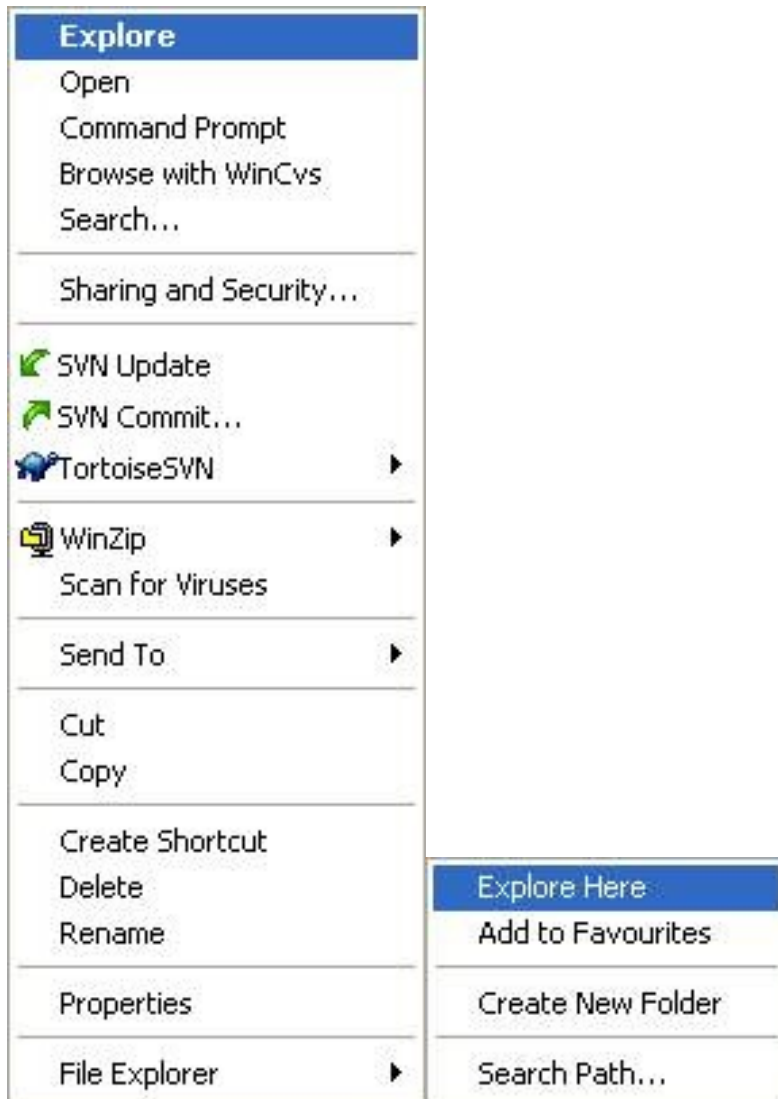 Explore
Open
Command Prompt
Browse with WinCvs
Search...
Sharing and Security...
SVN Update
SVN Commit...
TortoiseSVN
WinZip
Scan for Viruses
Send To
Cut
Copy
Create Shortcut
Delete
Rename
Properties
File Explorer
Explore Here
Add to Favourites
Create New Folder
Search Path...